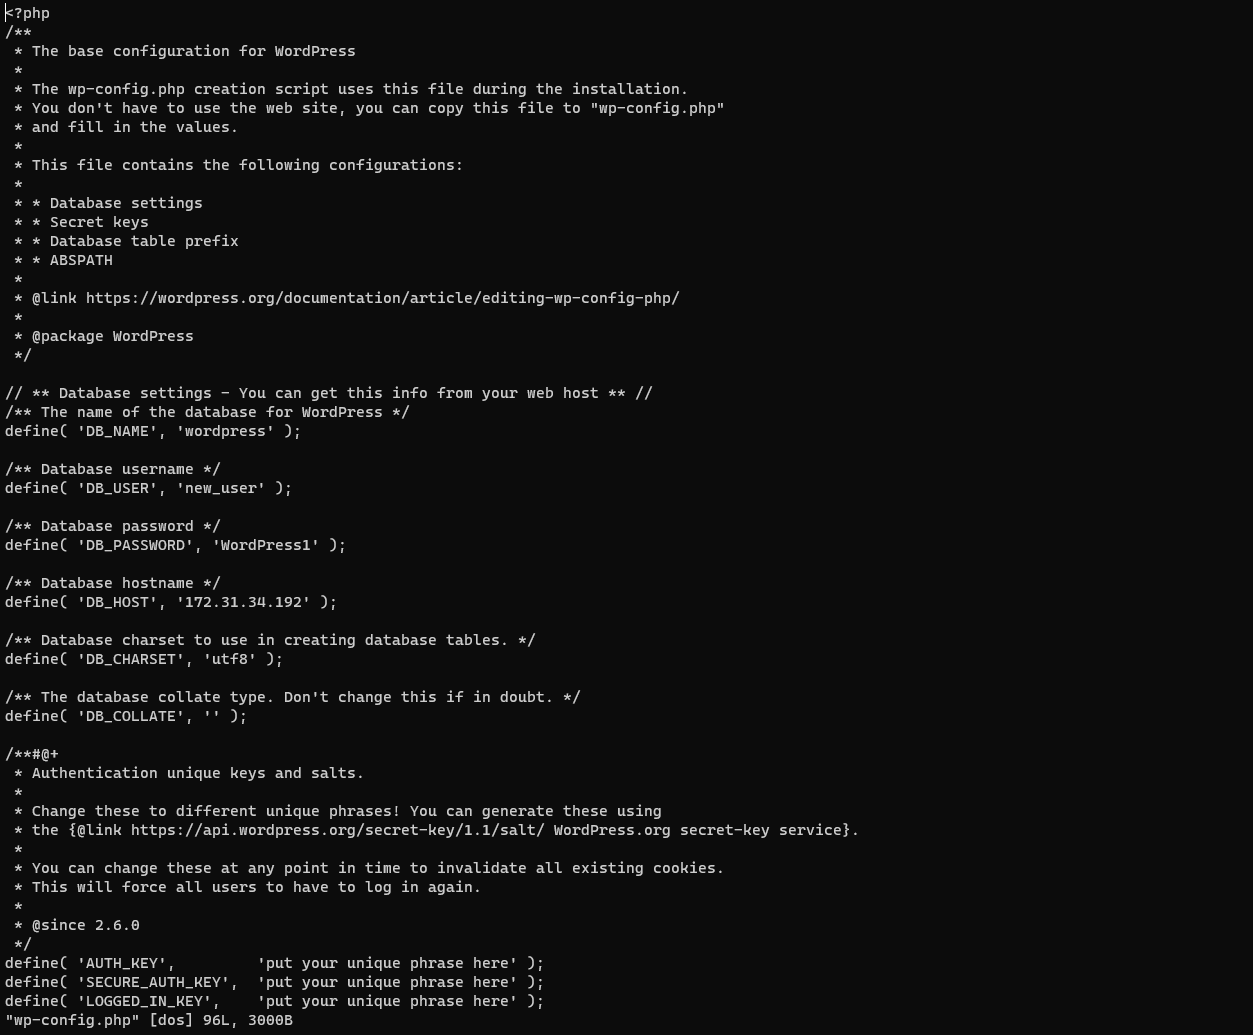 <?php
/**
 * The base configuration for WordPress
 *
 * The wp-config.php creation script uses this file during the installation.
 * You don't have to use the web site, you can copy this file to "wp-config.php"
 * and fill in the values.
 *
 * This file contains the following configurations:
 *
 * * Database settings
 * * Secret keys
 * * Database table prefix
 * * ABSPATH
 *
 * @link https://wordpress.org/documentation/article/editing-wp-config-php/
 *
 * @package WordPress
 */

// ** Database settings - You can get this info from your web host ** //
/** The name of the database for WordPress */
define( 'DB_NAME', 'wordpress' );

/** Database username */
define( 'DB_USER', 'new_user' );

/** Database password */
define( 'DB_PASSWORD', 'WordPress1' );

/** Database hostname */
define( 'DB_HOST', '172.31.34.192' );

/** Database charset to use in creating database tables. */
define( 'DB_CHARSET', 'utf8' );

/** The database collate type. Don't change this if in doubt. */
define( 'DB_COLLATE', '' );

/**#@+
 * Authentication unique keys and salts.
 *
 * Change these to different unique phrases! You can generate these using
 * the {@link https://api.wordpress.org/secret-key/1.1/salt/ WordPress.org secret-key service}.
 *
 * You can change these at any point in time to invalidate all existing cookies.
 * This will force all users to have to log in again.
 *
 * @since 2.6.0
 */
define( 'AUTH_KEY',         'put your unique phrase here' );
define( 'SECURE_AUTH_KEY',  'put your unique phrase here' );
define( 'LOGGED_IN_KEY',    'put your unique phrase here' );
"wp-config.php" [dos] 96L, 3000B